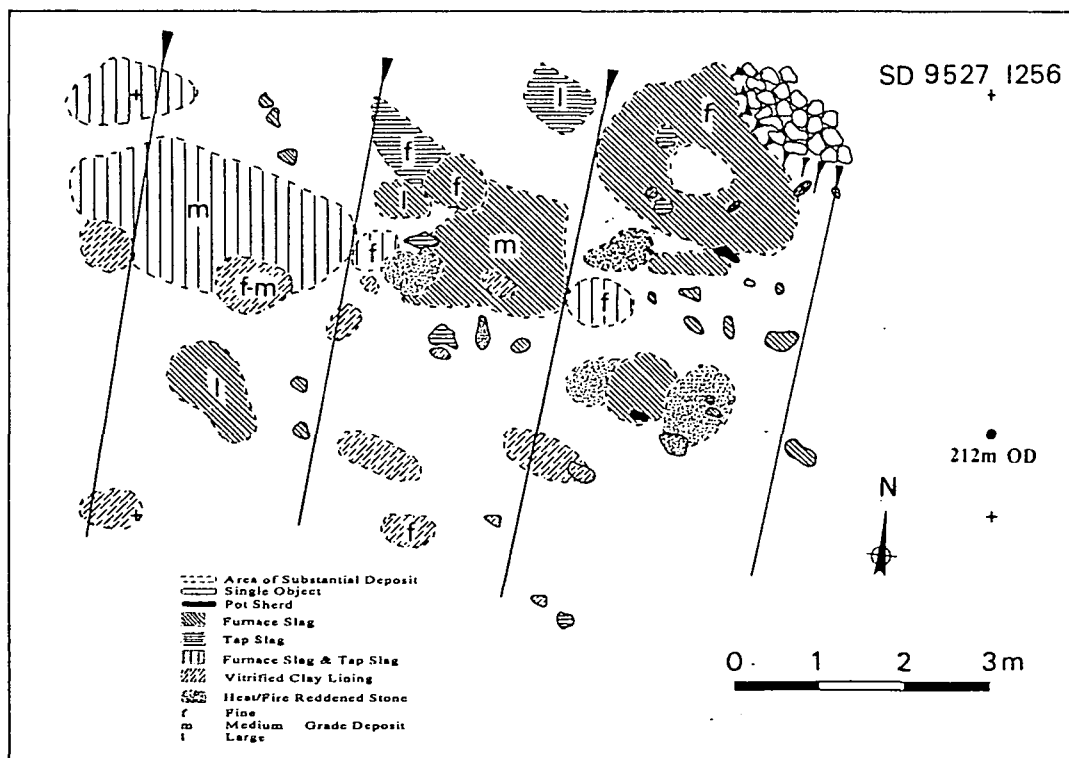 SD 9527 1256
l
f
f
f
l
m
m
f
f-m
f
l
212m OD
N
f
Area of Substantial Deposit
Single Object
Pot Sherd
Furnace Slag
Tap Slag
Furnace Slag & Tap Slag
Vitrified Clay Lining
Heat/Fire Reddened Stone
f Fine
m Medium Grade Deposit
l Large
0 1 2 3m